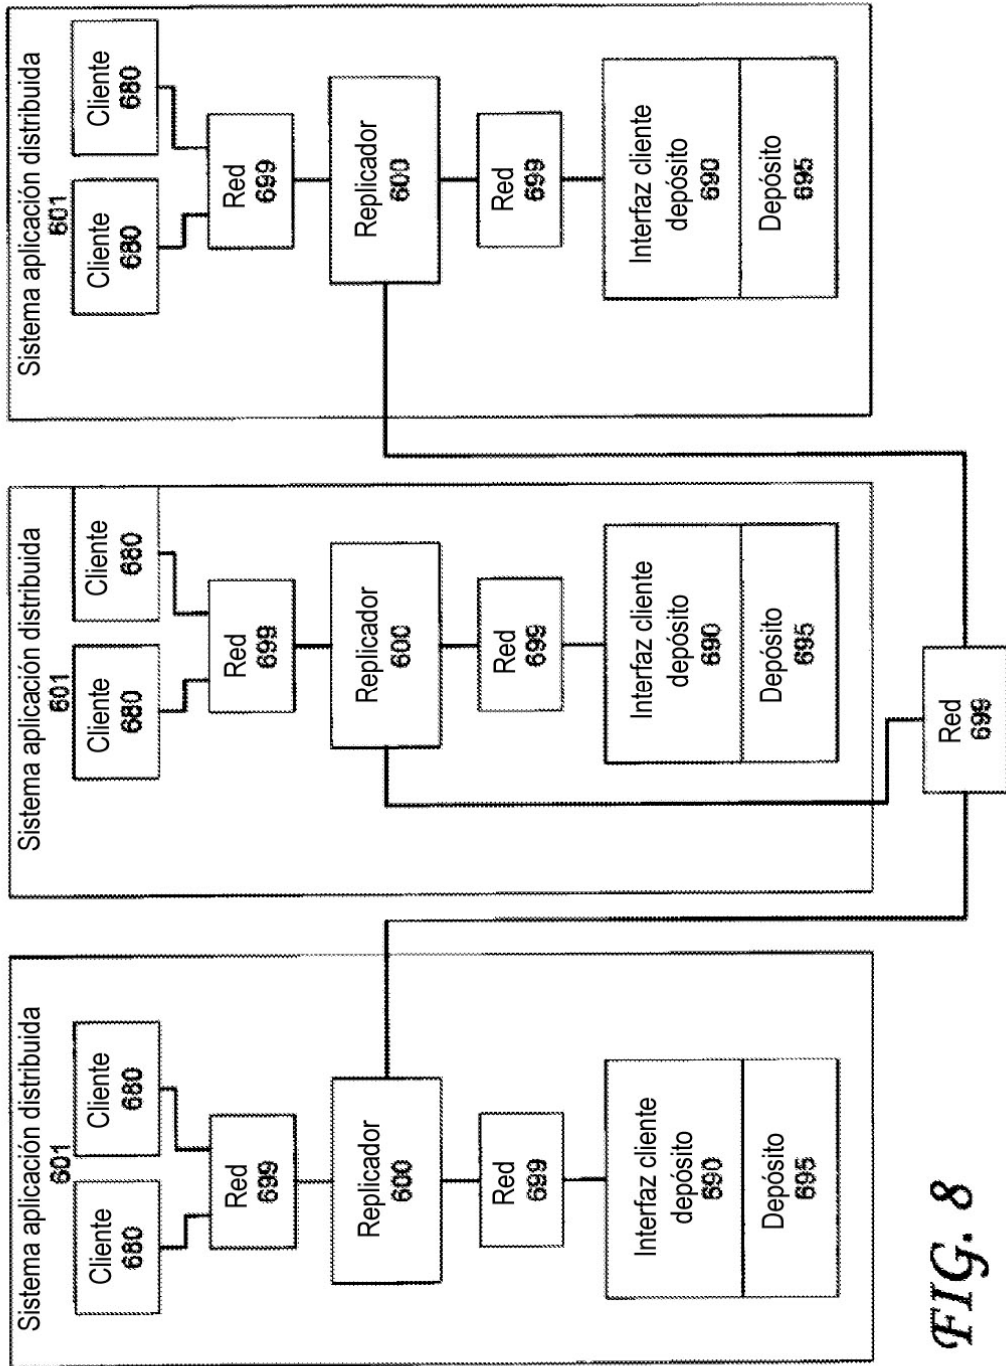 Sistema aplicación distribuida
601
Cliente
680
Cliente
680
Red
699
Replicador
600
Red
699
Interfaz cliente
depósito
690
Depósito
695
Sistema aplicación distribuida
601
Cliente
680
Cliente
680
Red
699
Replicador
600
Red
699
Interfaz cliente
depósito
690
Depósito
695
Sistema aplicación distribuida
601
Cliente
680
Cliente
680
Red
699
Replicador
600
Red
699
Interfaz cliente
depósito
690
Depósito
695
Red
699
FIG. 8